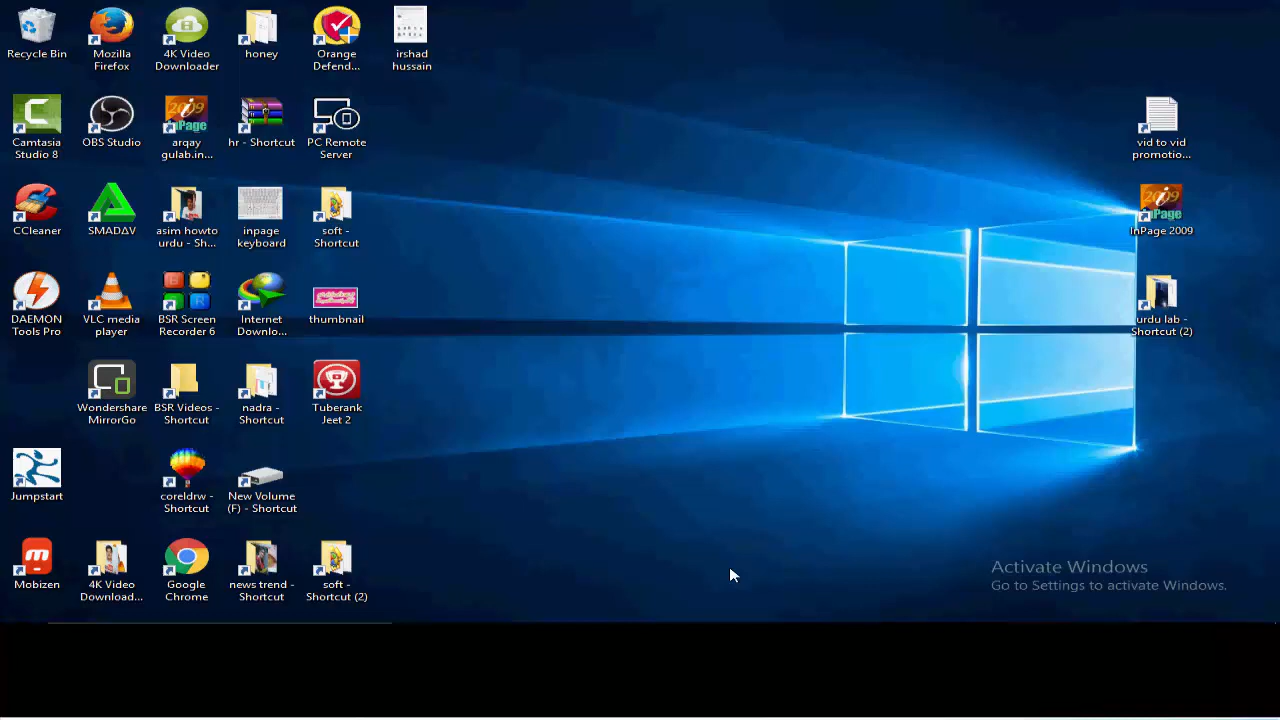 Recycle Bin
Mozilla
Firefox
4K Video
Downloader
honey
Orange
Defend...
irshad
hussain
Camtasia
Studio 8
OBS Studio
2009
InPage
arqay
gulab.in...
hr - Shortcut
PC Remote
Server
vid to vid
promotio...
CCleaner
SMADAV
asim howto
urdu - Sh...
inpage
keyboard
soft -
Shortcut
2009
InPage
InPage 2009
DAEMON
Tools Pro
VLC media
player
BSR Screen
Recorder 6
Internet
Downlo...
thumbnail
urdu lab -
Shortcut (2)
Wondershare
MirrorGo
BSR Videos -
Shortcut
nadra -
Shortcut
Tuberank
Jeet 2
Jumpstart
coreldrw -
Shortcut
New Volume
(F) - Shortcut
Mobizen
4K Video
Download...
Google
Chrome
news trend -
Shortcut
soft -
Shortcut (2)
Activate Windows
Go to Settings to activate Windows.